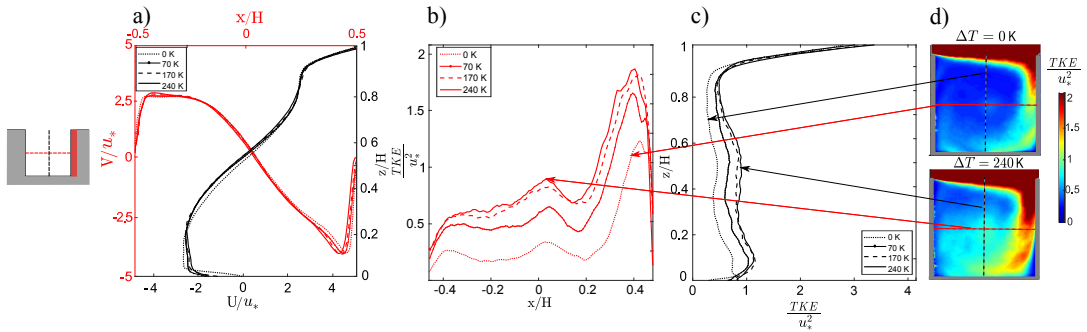 a)
x/H
-0.5
0
0.5
5
2.5
0
-2.5
-5
V/u*
0 K
70 K
170 K
240 K
1
0.8
0.6
0.4
0.2
0
z/H
-4
-2
0
2
4
U/u*
b)
TKE
u*²
2
1.5
1
0.5
0 K
70 K
170 K
240 K
-0.4
-0.2
0
0.2
0.4
x/H
c)
z/H
1
0.8
0.6
0.4
0.2
0
0 K
70 K
170 K
240 K
0
1
2
3
4
TKE
u*²
d)
ΔT = 0 K
ΔT = 240 K
TKE
u*²
2
1.5
1
0.5
0